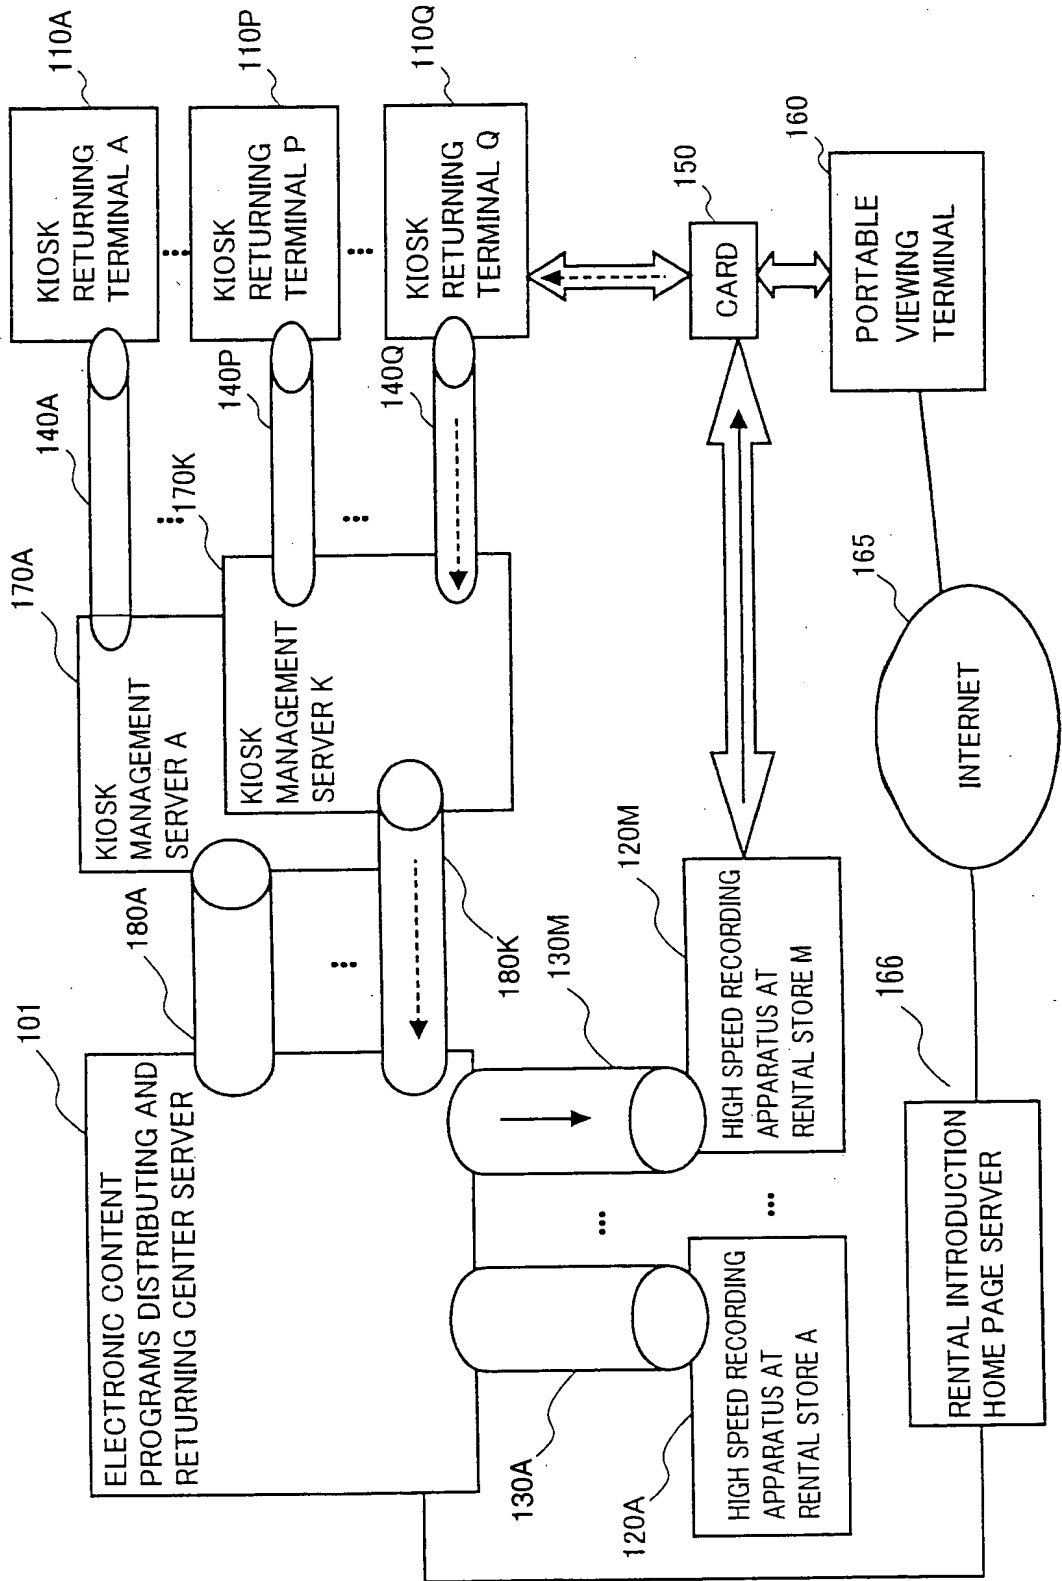 101
ELECTRONIC CONTENT
PROGRAMS DISTRIBUTING AND
RETURNING CENTER SERVER
180A
180K
170A
KIOSK
MANAGEMENT
SERVER A
170K
KIOSK
MANAGEMENT
SERVER K
140A
140P
140Q
110A
KIOSK
RETURNING
TERMINAL A
110P
KIOSK
RETURNING
TERMINAL P
110Q
KIOSK
RETURNING
TERMINAL Q
130A
130M
120A
HIGH SPEED RECORDING
APPARATUS AT
RENTAL STORE A
120M
HIGH SPEED RECORDING
APPARATUS AT
RENTAL STORE M
150
CARD
160
PORTABLE
VIEWING
TERMINAL
166
RENTAL INTRODUCTION
HOME PAGE SERVER
165
INTERNET